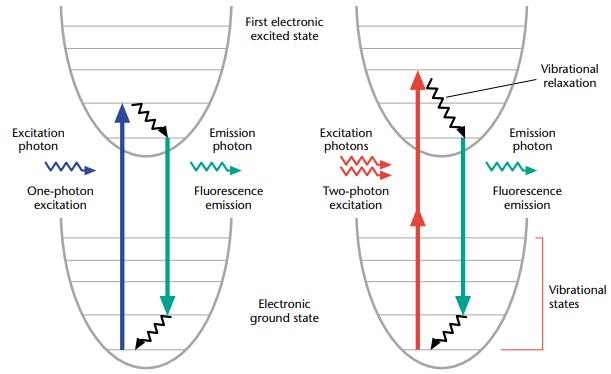 First electronic
excited state
Vibrational
relaxation
Excitation
photon
Emission
photon
Excitation
photons
Emission
photon
One-photon
excitation
Fluorescence
emission
Two-photon
excitation
Fluorescence
emission
Electronic
ground state
Vibrational
states